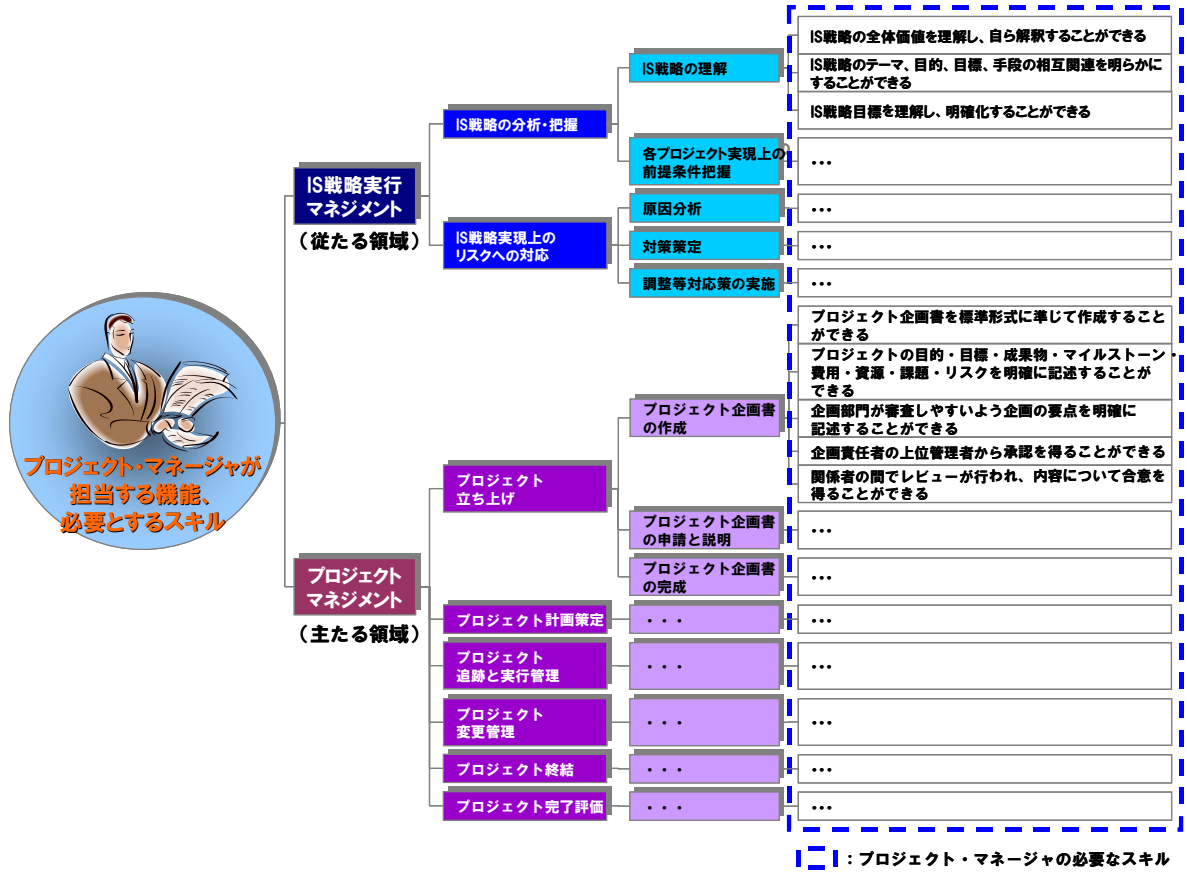 プロジェクト・マネージャが
担当する機能、
必要とするスキル
IS戦略実行
マネジメント
(従たる領域)
IS戦略の分析・把握
IS戦略の理解
IS戦略の全体価値を理解し、自ら解釈することができる
IS戦略のテーマ、目的、目標、手段の相互関連を明らかに
することができる
IS戦略目標を理解し、明確化することができる
各プロジェクト実現上の
前提条件把握
…
IS戦略実現上の
リスクへの対応
原因分析
…
対策策定
…
調整等対応策の実施
…
プロジェクト
マネジメント
(主たる領域)
プロジェクト
立ち上げ
プロジェクト企画書
の作成
プロジェクト企画書を標準形式に準じて作成すること
ができる
プロジェクトの目的・目標・成果物・マイルストーン・
費用・資源・課題・リスクを明確に記述することが
できる
企画部門が審査しやすいよう企画の要点を明確に
記述することができる
企画責任者の上位管理者から承認を得ることができる
関係者の間でレビューが行われ、内容について合意を
得ることができる
プロジェクト企画書
の申請と説明
…
プロジェクト企画書
の完成
…
プロジェクト計画策定
・・・
…
プロジェクト
追跡と実行管理
・・・
…
プロジェクト
変更管理
・・・
…
プロジェクト終結
・・・
…
プロジェクト完了評価
・・・
…
:プロジェクト・マネージャの必要なスキル